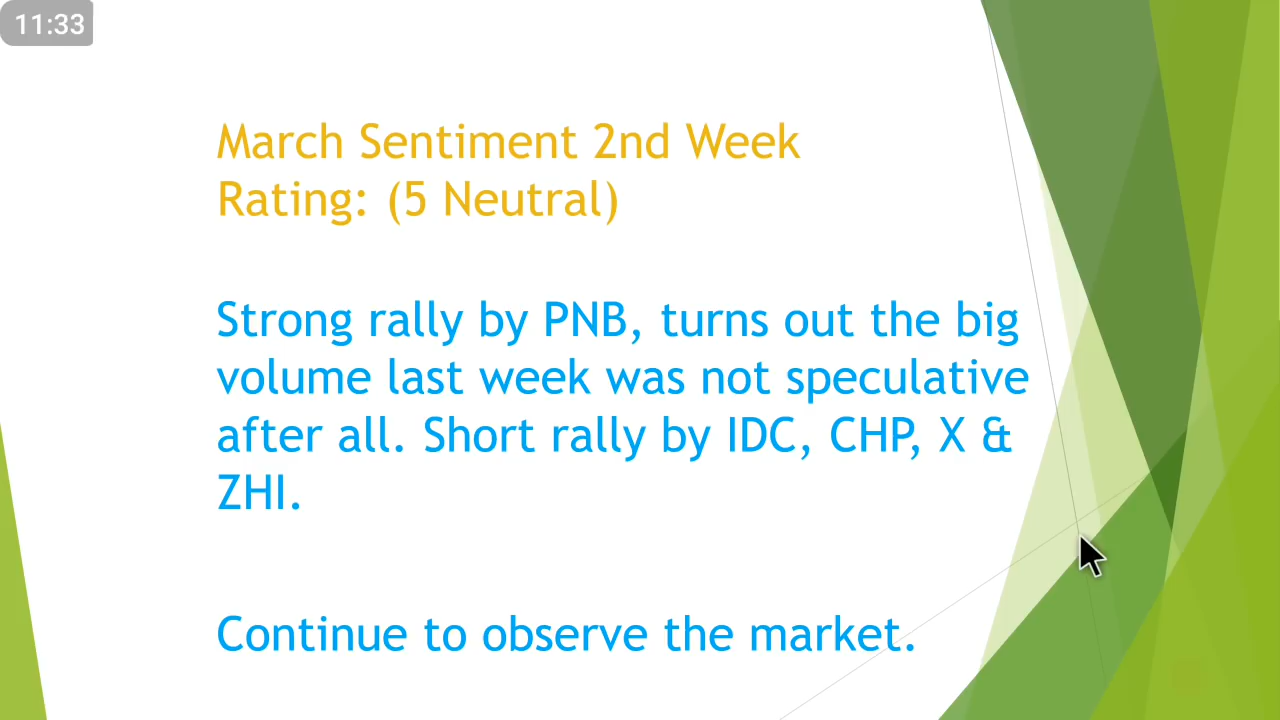 11:33
March Sentiment 2nd Week
Rating: (5 Neutral)
Strong rally by PNB, turns out the big
volume last week was not speculative
after all. Short rally by IDC, CHP, X &
ZHI.
Continue to observe the market.